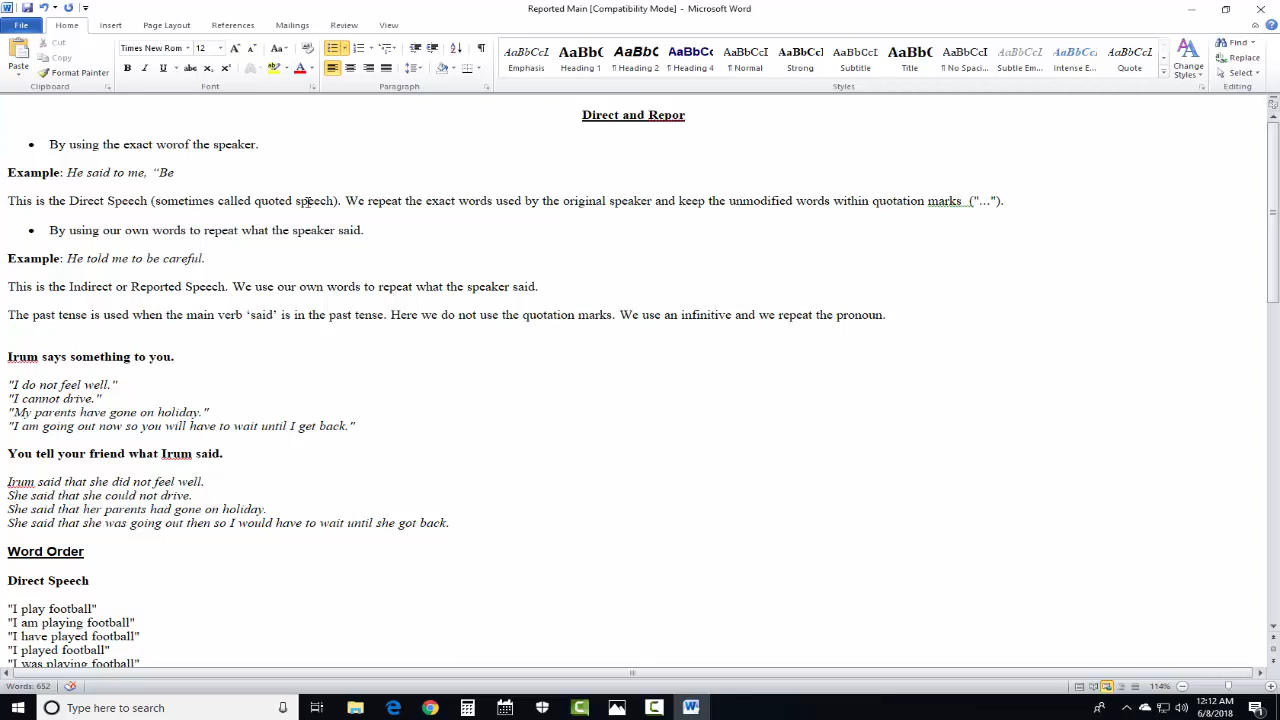 Reported Main [Compatibility Mode] - Microsoft Word
File Home Insert Page Layout References Mailings Review View
Cut
Copy
Format Painter
Paste
Times New Rom 12
AaBbCcI AaBbC AaBbC AaBbCc AaBbCcI AaBbCc AaBbCcI AaBbC AaBbCcI AaBbCcI AaBbCcI AaBbCcI
Emphasis Heading 1 ¶ Heading 2 ¶ Heading 4 ¶ Normal Strong Subtitle Title ¶ No Spaci... Subtle Em... Intense E... Quote
Change Styles
Find
Replace
Select
Clipboard Font Paragraph Styles Editing
Direct and Repor
• By using the exact worof the speaker.
Example: He said to me, “Be
This is the Direct Speech (sometimes called quoted speech). We repeat the exact words used by the original speaker and keep the unmodified words within quotation marks ("...").
• By using our own words to repeat what the speaker said.
Example: He told me to be careful.
This is the Indirect or Reported Speech. We use our own words to repeat what the speaker said.
The past tense is used when the main verb ‘said’ is in the past tense. Here we do not use the quotation marks. We use an infinitive and we repeat the pronoun.
Irum says something to you.
"I do not feel well."
"I cannot drive."
"My parents have gone on holiday."
"I am going out now so you will have to wait until I get back."
You tell your friend what Irum said.
Irum said that she did not feel well.
She said that she could not drive.
She said that her parents had gone on holiday.
She said that she was going out then so I would have to wait until she got back.
Word Order
Direct Speech
"I play football"
"I am playing football"
"I have played football"
"I played football"
"I was playing football"
Words: 652
114%
Type here to search
12:12 AM
6/8/2018